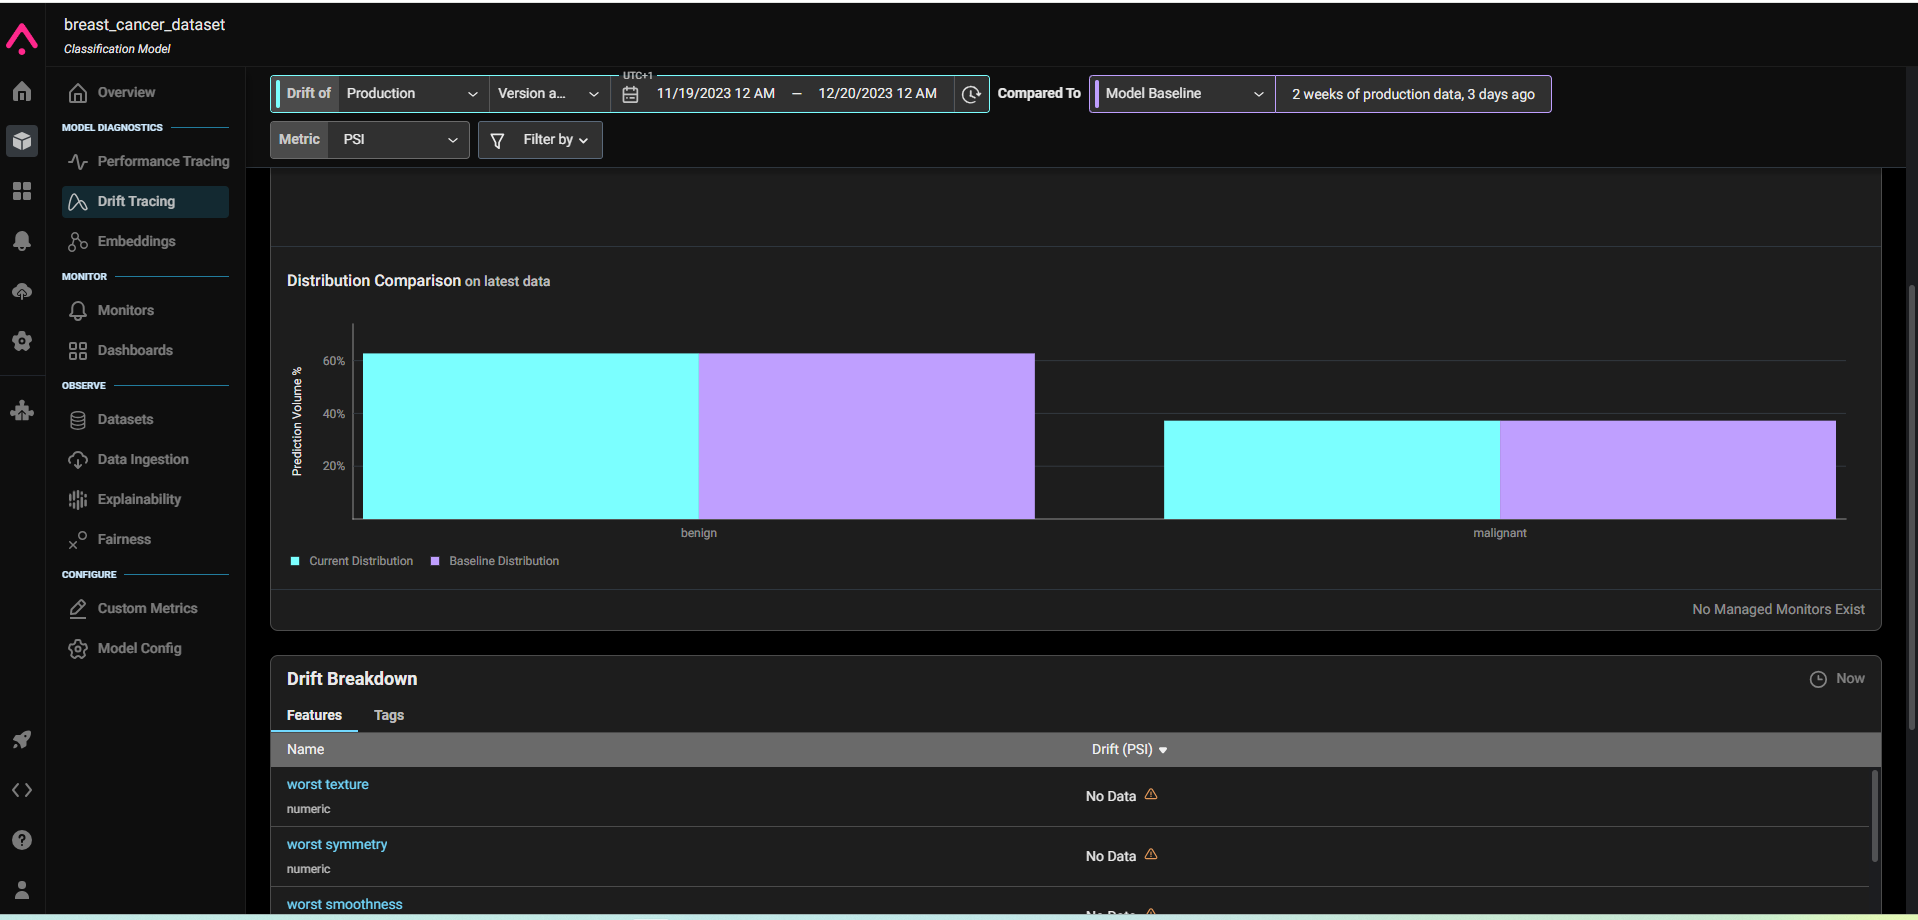 breast_cancer_dataset
Classification Model
Overview
MODEL DIAGNOSTICS
Performance Tracing
Drift Tracing
Embeddings
MONITOR
Monitors
Dashboards
OBSERVE
Datasets
Data Ingestion
Explainability
Fairness
CONFIGURE
Custom Metrics
Model Config
UTC+1
Drift of Production Version a... 11/19/2023 12 AM — 12/20/2023 12 AM Compared To Model Baseline 2 weeks of production data, 3 days ago
Metric PSI Filter by
Distribution Comparison on latest data
Prediction Volume %
60%
40%
20%
benign malignant
Current Distribution Baseline Distribution
No Managed Monitors Exist
Drift Breakdown Now
Features Tags
Name Drift (PSI)
worst texture
numeric
No Data
worst symmetry
numeric
No Data
worst smoothness
No Data